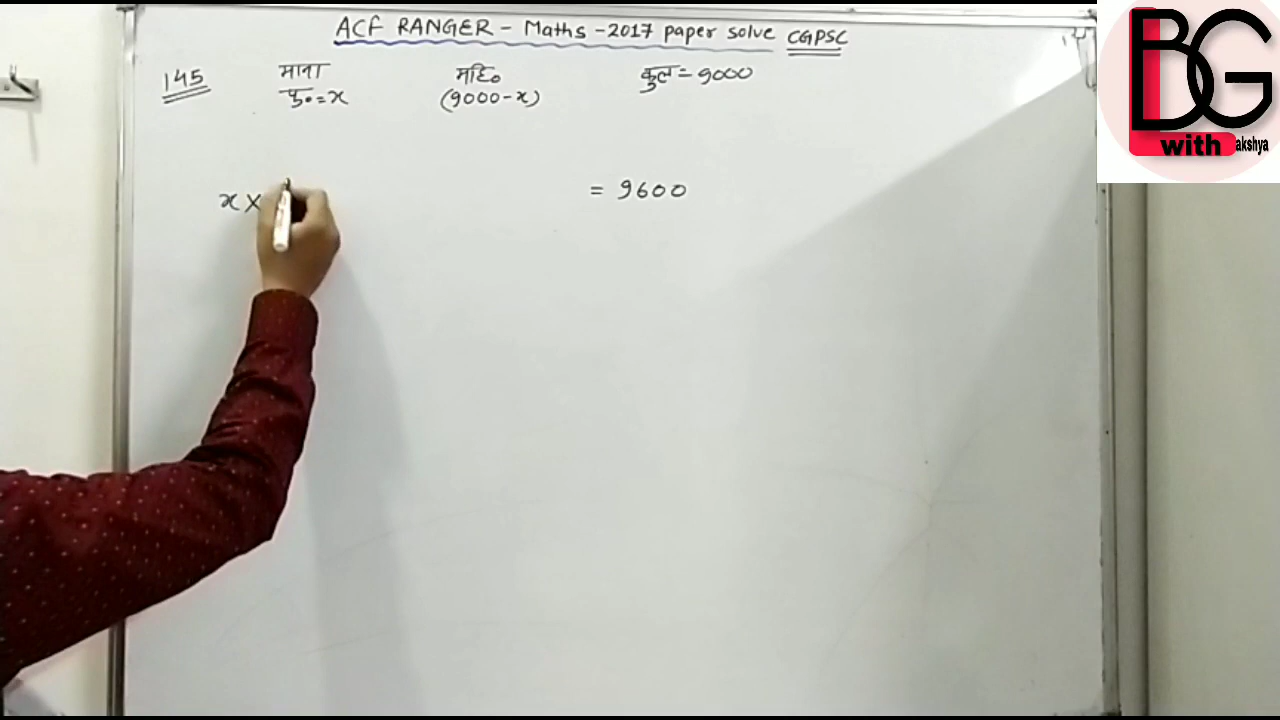 ACF RANGER - Maths - 2017 paper solve CGPSC
145 माना महि० कुल = 9000
पु० = x (9000 - x)
x × = 9600
BG
with akshya